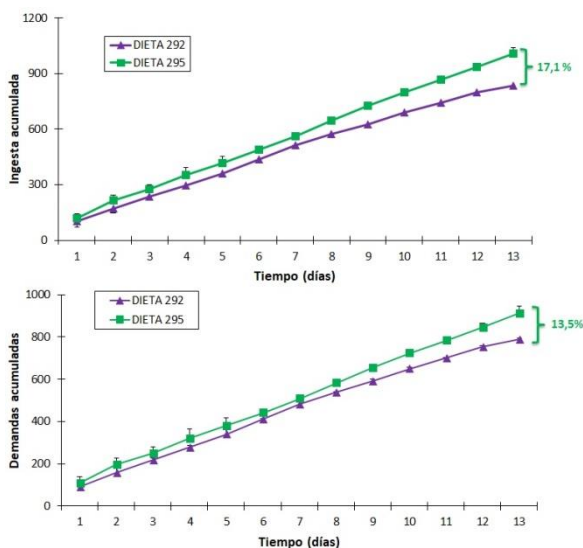 1200
900
600
300
0
Ingesta acumulada
DIETA 292
DIETA 295
17,1 %
1 2 3 4 5 6 7 8 9 10 11 12 13
Tiempo (días)
1000
800
600
400
200
0
Demandas acumuladas
DIETA 292
DIETA 295
13,5%
1 2 3 4 5 6 7 8 9 10 11 12 13
Tiempo (días)